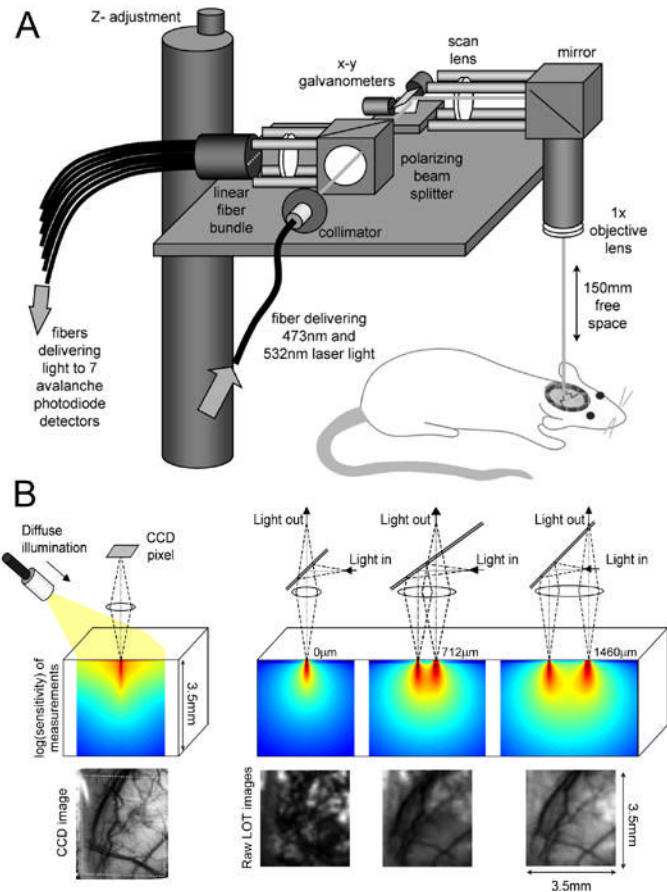 A
Z- adjustment
x-y
galvanometers
scan
lens
mirror
linear
fiber
bundle
collimator
polarizing
beam
splitter
1x
objective
lens
150mm
free
space
fibers
delivering
light to 7
avalanche
photodiode
detectors
fiber delivering
473nm and
532nm laser light
B
Diffuse
illumination
CCD
pixel
Light out
Light in
Light out
Light in
Light out
Light in
log(sensitivity) of
measurements
3.5mm
0μm
712μm
1460μm
CCD image
Raw LOT images
3.5mm
3.5mm